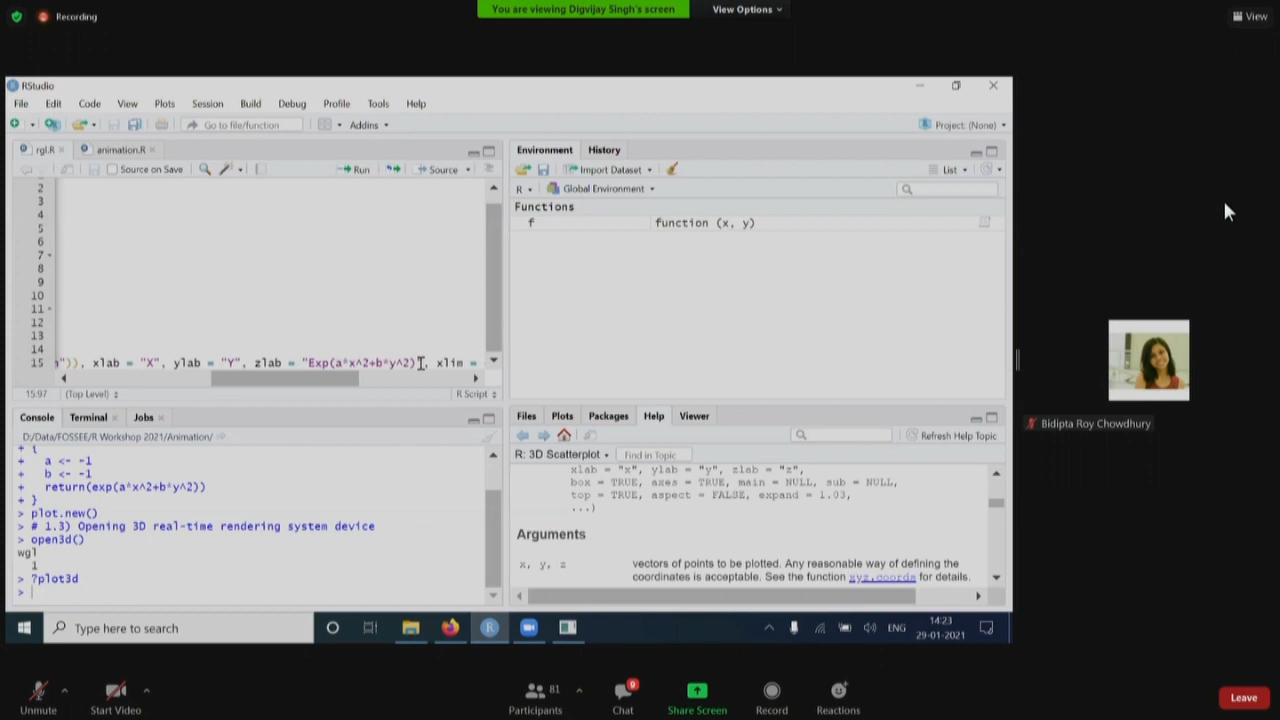 Recording
You are viewing Digvijay Singh's screen
View Options
View
RStudio
File Edit Code View Plots Session Build Debug Profile Tools Help
Go to file/function
Addins
Project: (None)
rgl.R
animation.R
Source on Save
Run
Source
2
3
4
5
6
7
8
9
10
11
12
13
14
15
")), xlab = "X", ylab = "Y", zlab = "Exp(a*x^2+b*y^2)", xlim =
15:97 (Top Level)
R Script
Environment History
Import Dataset
List
R
Global Environment
Functions
f function (x, y)
Console Terminal Jobs
D:/Data/FOSSEE/R Workshop 2021/Animation/
+ {
+ a <- -1
+ b <- -1
+ return(exp(a*x^2+b*y^2))
+ }
> plot.new()
> # 1.3) Opening 3D real-time rendering system device
> open3d()
wgl
1
> ?plot3d
>
Files Plots Packages Help Viewer
Refresh Help Topic
R: 3D Scatterplot
Find in Topic
xlab = "x", ylab = "y", zlab = "z",
box = TRUE, axes = TRUE, main = NULL, sub = NULL,
top = TRUE, aspect = FALSE, expand = 1.03,
...)
Arguments
x, y, z vectors of points to be plotted. Any reasonable way of defining the
coordinates is acceptable. See the function xyz.coords for details.
Type here to search
ENG
14:23
29-01-2021
Bidipta Roy Chowdhury
Unmute
Start Video
81
Participants
9
Chat
Share Screen
Record
Reactions
Leave